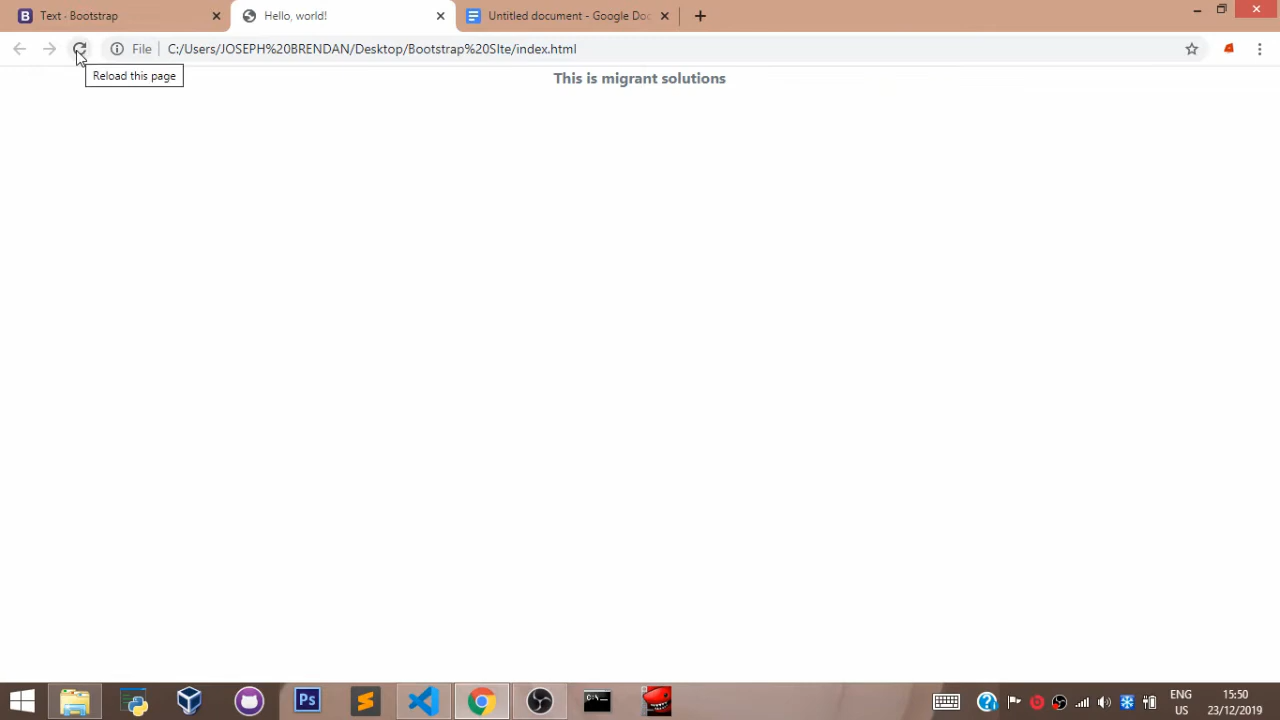 Text · Bootstrap
Hello, world!
Untitled document - Google Doc
File
C:/Users/JOSEPH%20BRENDAN/Desktop/Bootstrap%20SIte/index.html
Reload this page
This is migrant solutions
Ps
C:\.
ENG
US
15:50
23/12/2019